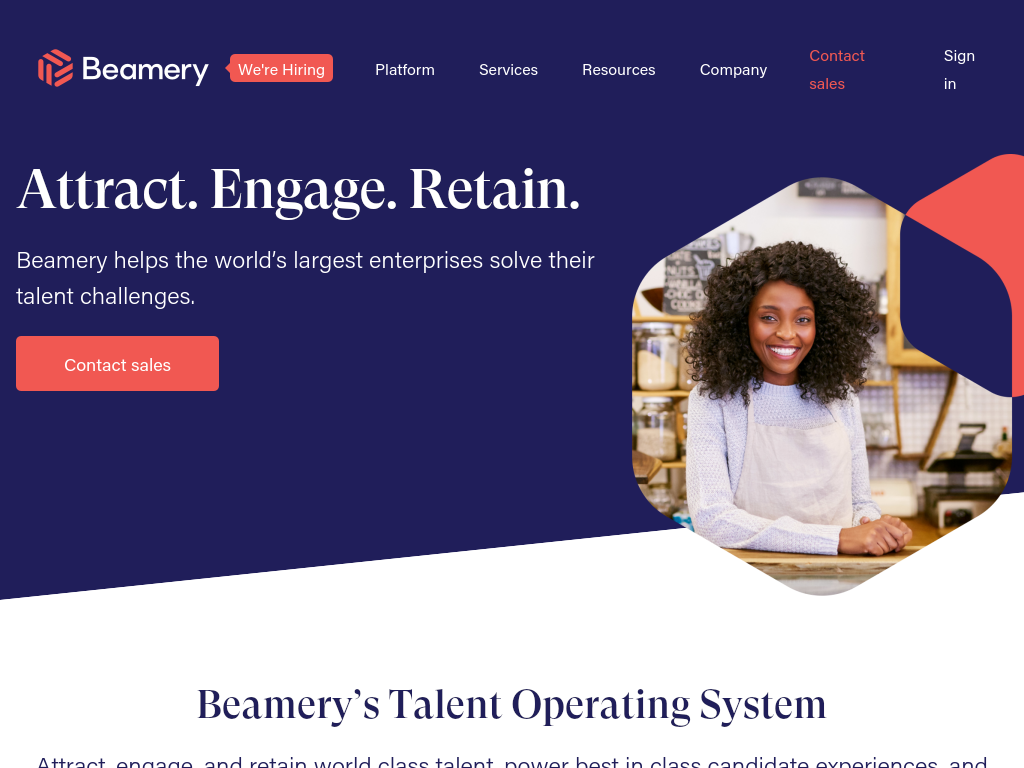 Beamery
We're Hiring
Platform
Services
Resources
Company
Contact
sales
Sign
in
Attract. Engage. Retain.
Beamery helps the world’s largest enterprises solve their
talent challenges.
Contact sales
Beamery’s Talent Operating System
Attract, engage, and retain world class talent, power best in class candidate experiences, and